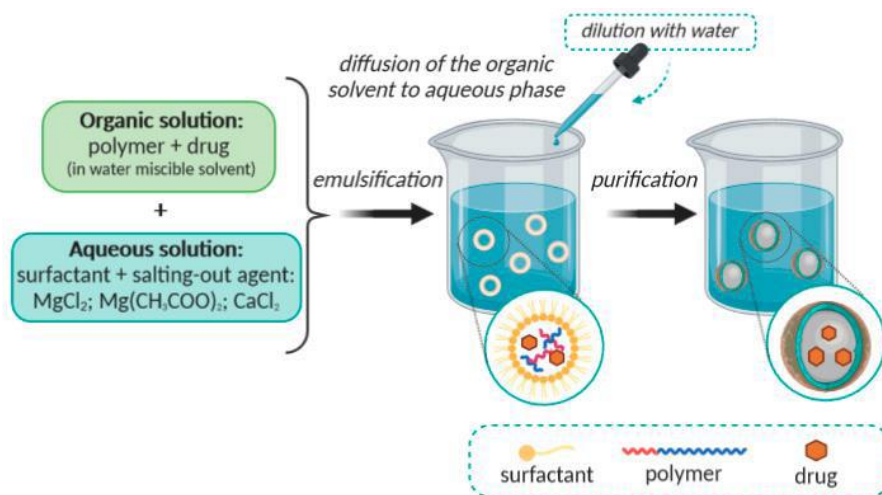 dilution with water
diffusion of the organic
solvent to aqueous phase
Organic solution:
polymer + drug
(in water miscible solvent)
+
Aqueous solution:
surfactant + salting-out agent:
MgCl₂; Mg(CH₃COO)₂; CaCl₂
emulsification
purification
surfactant
polymer
drug